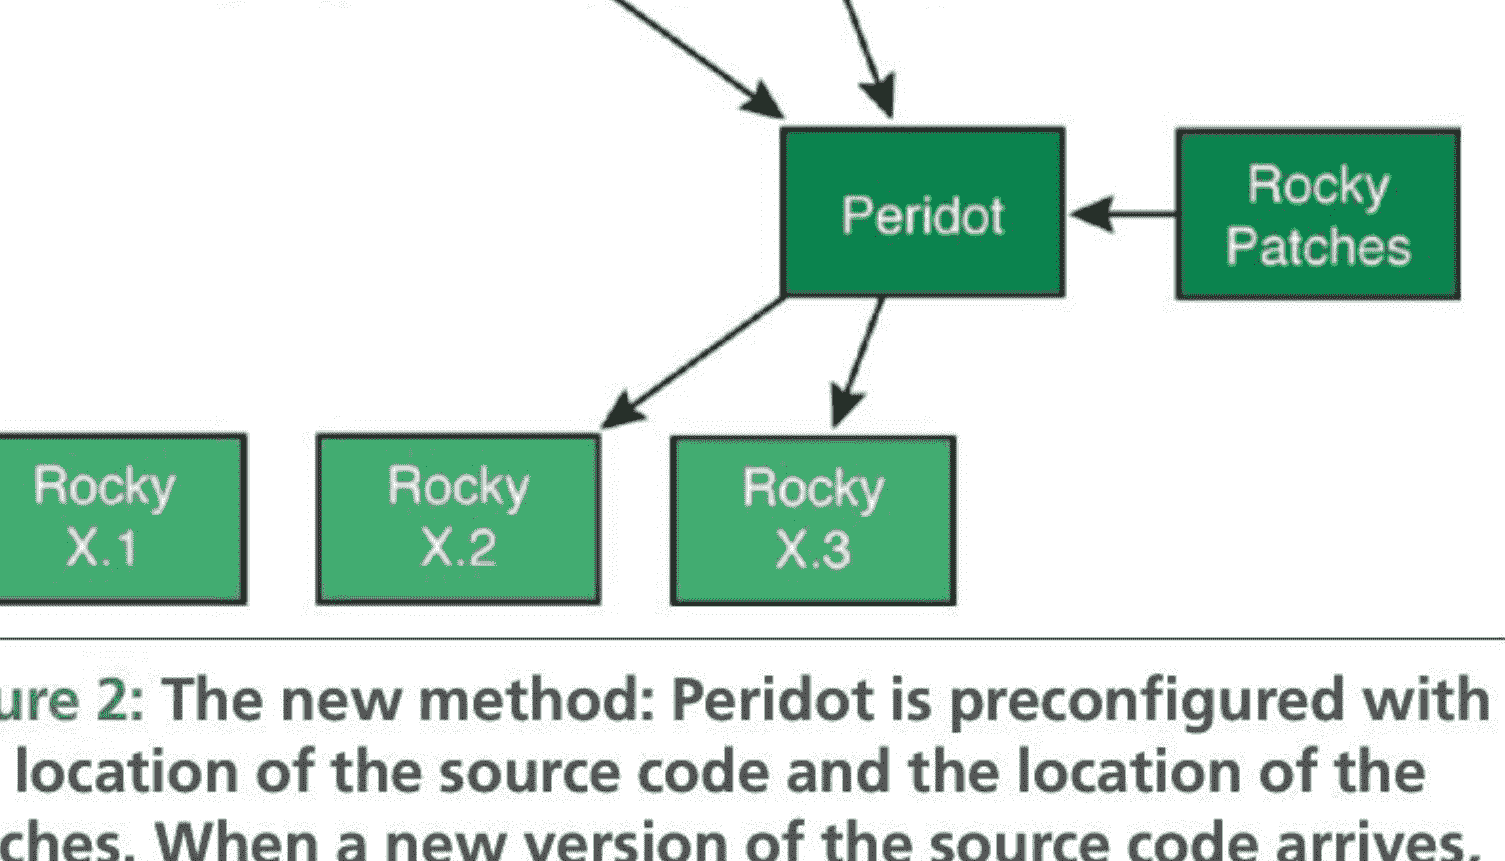 Peridot
Rocky
Patches
Rocky
X.1
Rocky
X.2
Rocky
X.3
ure 2: The new method: Peridot is preconfigured with
location of the source code and the location of the
ches. When a new version of the source code arrives,